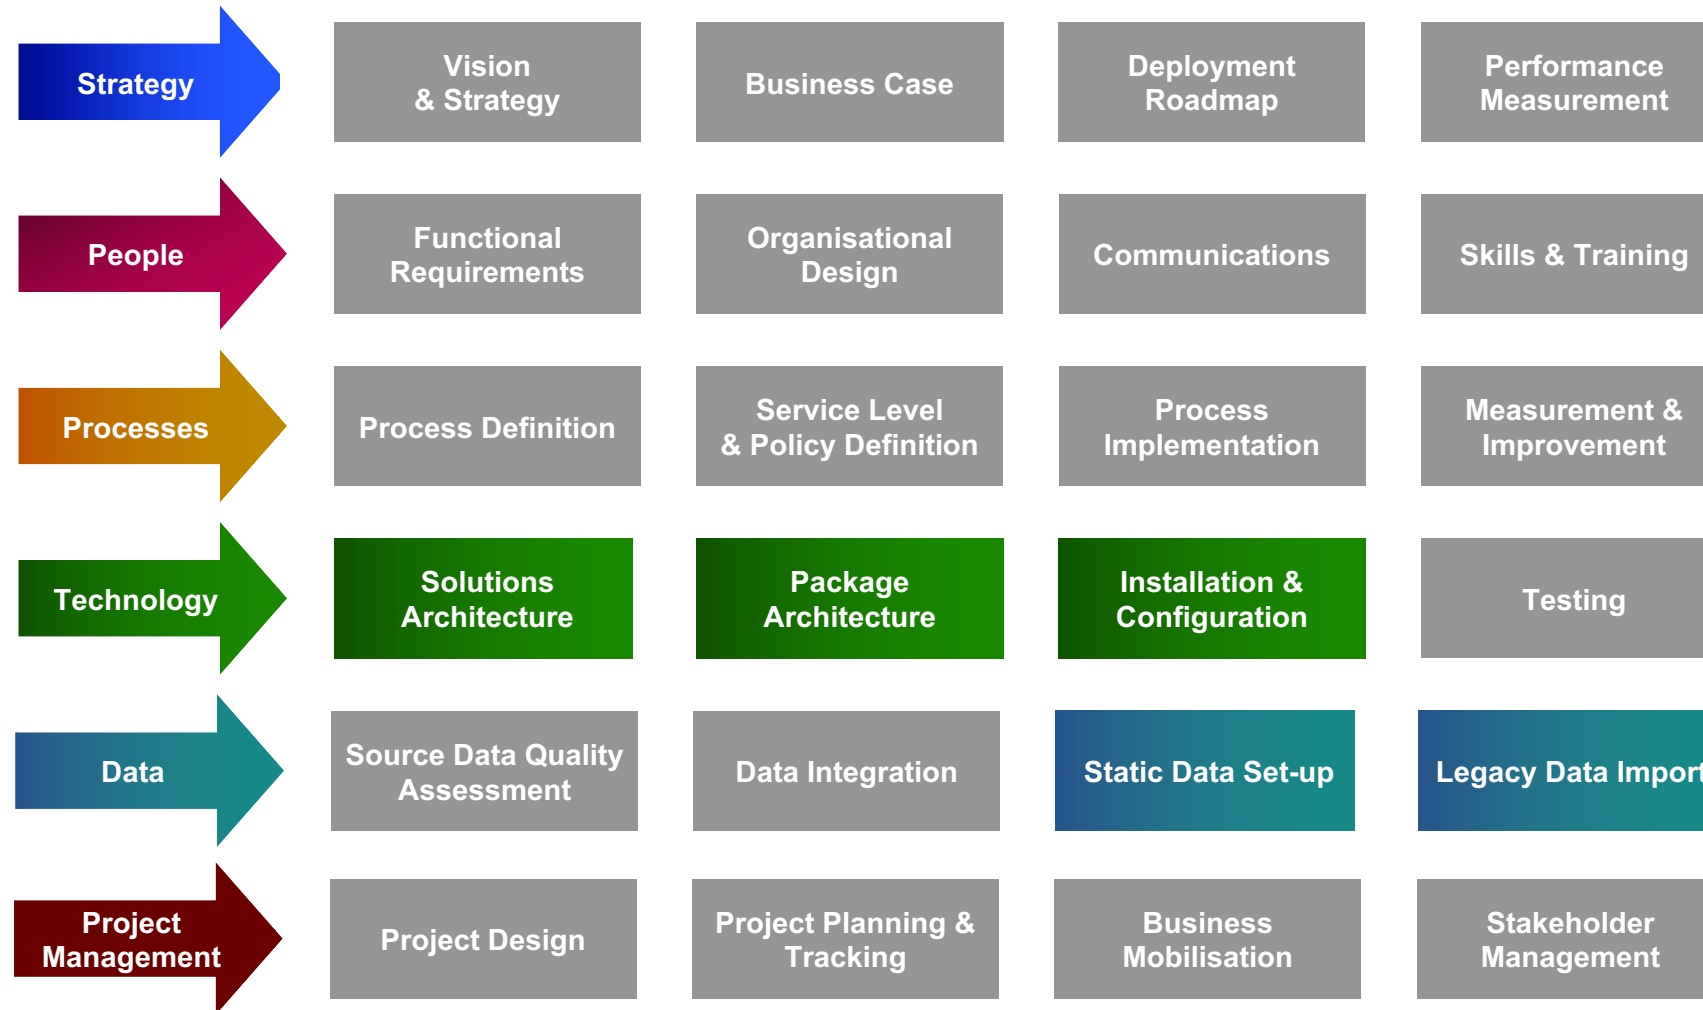 Strategy
Vision
& Strategy
Business Case
Deployment
Roadmap
Performance
Measurement
People
Functional
Requirements
Organisational
Design
Communications
Skills & Training
Processes
Process Definition
Service Level
& Policy Definition
Process
Implementation
Measurement &
Improvement
Technology
Solutions
Architecture
Package
Architecture
Installation &
Configuration
Testing
Data
Source Data Quality
Assessment
Data Integration
Static Data Set-up
Legacy Data Import
Project
Management
Project Design
Project Planning &
Tracking
Business
Mobilisation
Stakeholder
Management